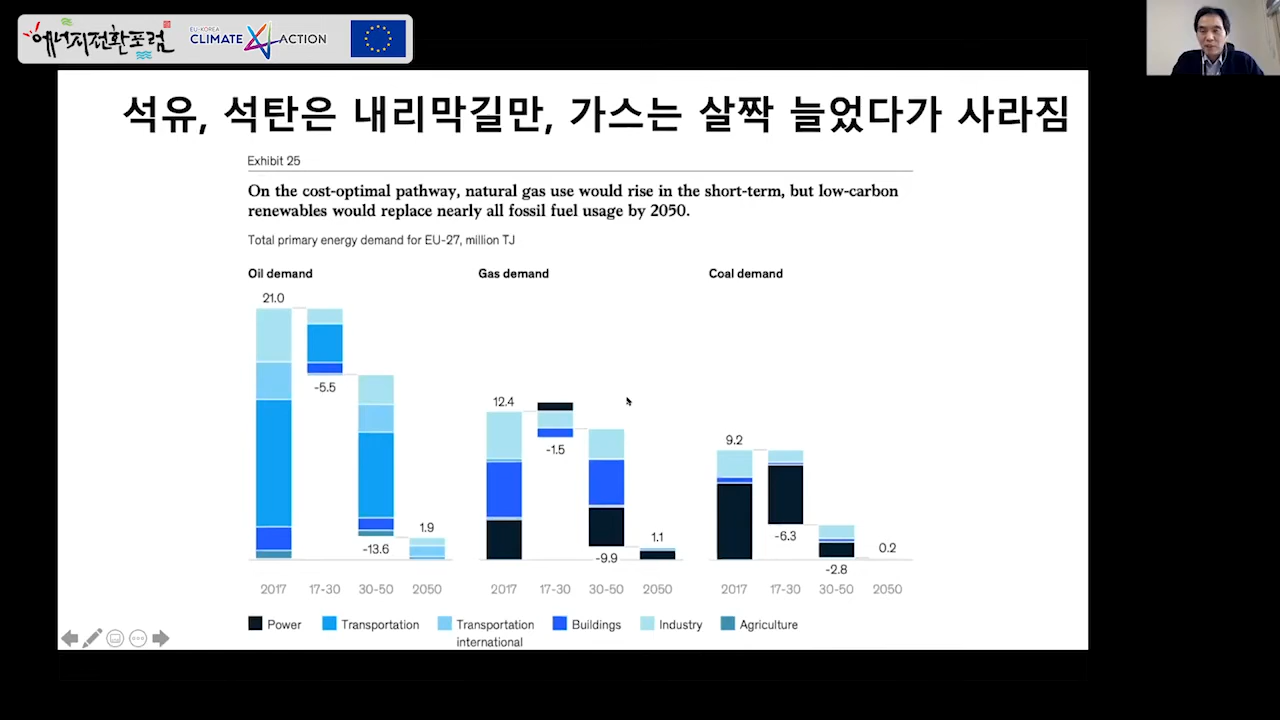 에너지전환포럼
EU-KOREA
CLIMATE ACTION
석유, 석탄은 내리막길만, 가스는 살짝 늘었다가 사라짐
Exhibit 25
On the cost-optimal pathway, natural gas use would rise in the short-term, but low-carbon
renewables would replace nearly all fossil fuel usage by 2050.
Total primary energy demand for EU-27, million TJ
Oil demand
21.0
-5.5
-13.6
1.9
2017 17-30 30-50 2050
Gas demand
12.4
-1.5
-9.9
1.1
2017 17-30 30-50 2050
Coal demand
9.2
-6.3
-2.8
0.2
2017 17-30 30-50 2050
Power
Transportation
Transportation
international
Buildings
Industry
Agriculture